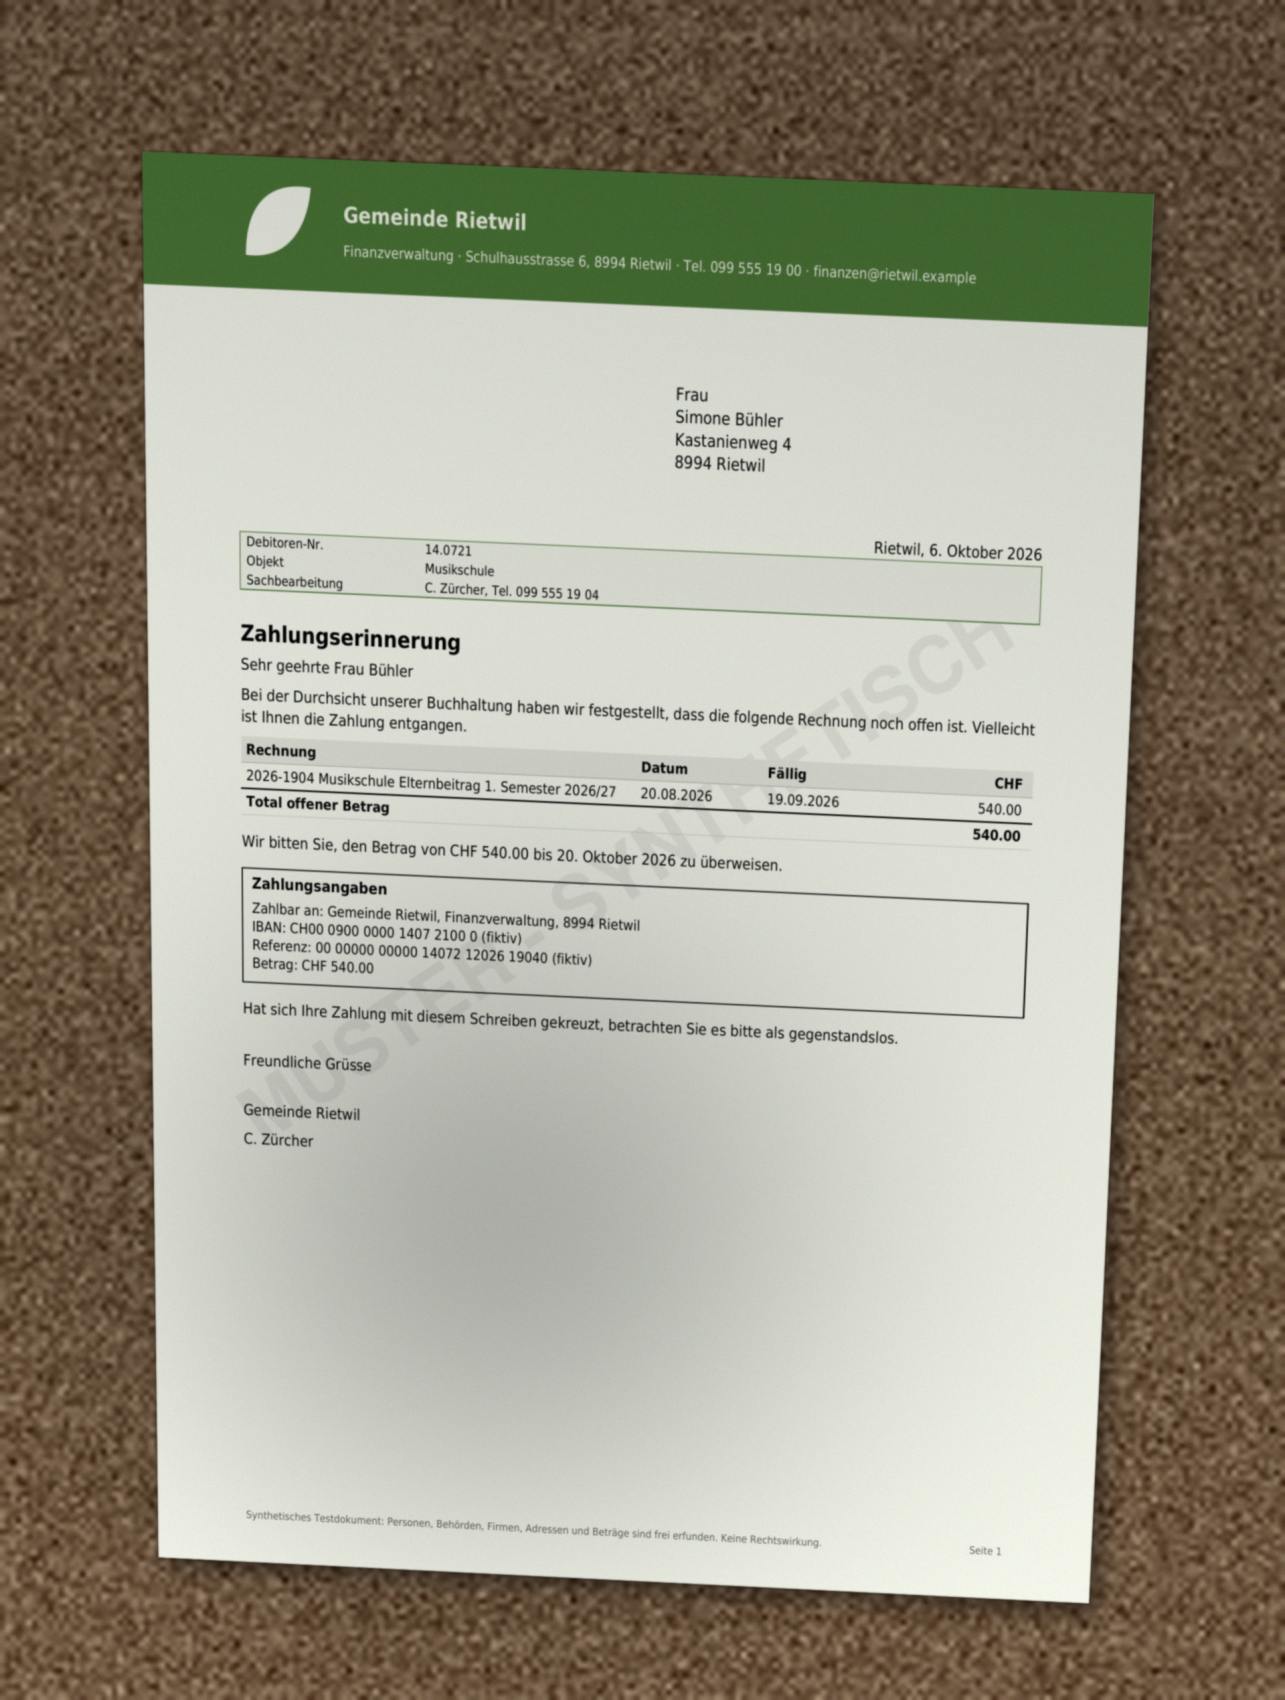 Gemeinde Rietwil
Finanzverwaltung · Schulhausstrasse 6, 8994 Rietwil · Tel. 099 555 19 00 · finanzen@rietwil.example
Frau
Simone Bühler
Kastanienweg 4
8994 Rietwil
Rietwil, 6. Oktober 2026
Debitoren-Nr. 14.0721
Objekt Musikschule
Sachbearbeitung C. Zürcher, Tel. 099 555 19 04
Zahlungserinnerung
Sehr geehrte Frau Bühler
Bei der Durchsicht unserer Buchhaltung haben wir festgestellt, dass die folgende Rechnung noch offen ist. Vielleicht
ist Ihnen die Zahlung entgangen.
Rechnung Datum Fällig CHF
2026-1904 Musikschule Elternbeitrag 1. Semester 2026/27 20.08.2026 19.09.2026 540.00
Total offener Betrag 540.00
Wir bitten Sie, den Betrag von CHF 540.00 bis 20. Oktober 2026 zu überweisen.
Zahlungsangaben
Zahlbar an: Gemeinde Rietwil, Finanzverwaltung, 8994 Rietwil
IBAN: CH00 0900 0000 1407 2100 0 (fiktiv)
Referenz: 00 00000 00000 14072 12026 19040 (fiktiv)
Betrag: CHF 540.00
Hat sich Ihre Zahlung mit diesem Schreiben gekreuzt, betrachten Sie es bitte als gegenstandslos.
Freundliche Grüsse
Gemeinde Rietwil
C. Zürcher
MUSTER - SYNTHETISCH
Synthetisches Testdokument: Personen, Behörden, Firmen, Adressen und Beträge sind frei erfunden. Keine Rechtswirkung.
Seite 1